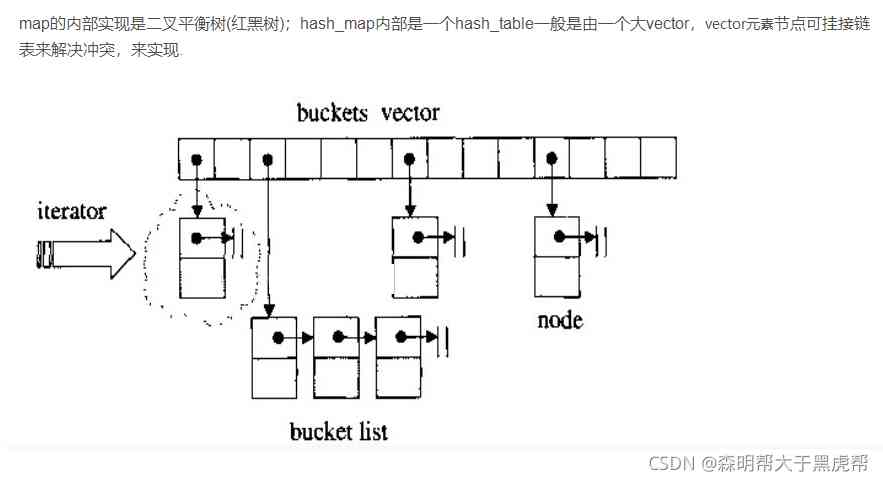 map的内部实现是二叉平衡树(红黑树)；hash_map内部是一个hash_table一般是由一个大vector，vector元素节点可挂接链
表来解决冲突，来实现.
buckets vector
iterator
node
bucket list
CSDN @森明帮大于黑虎帮